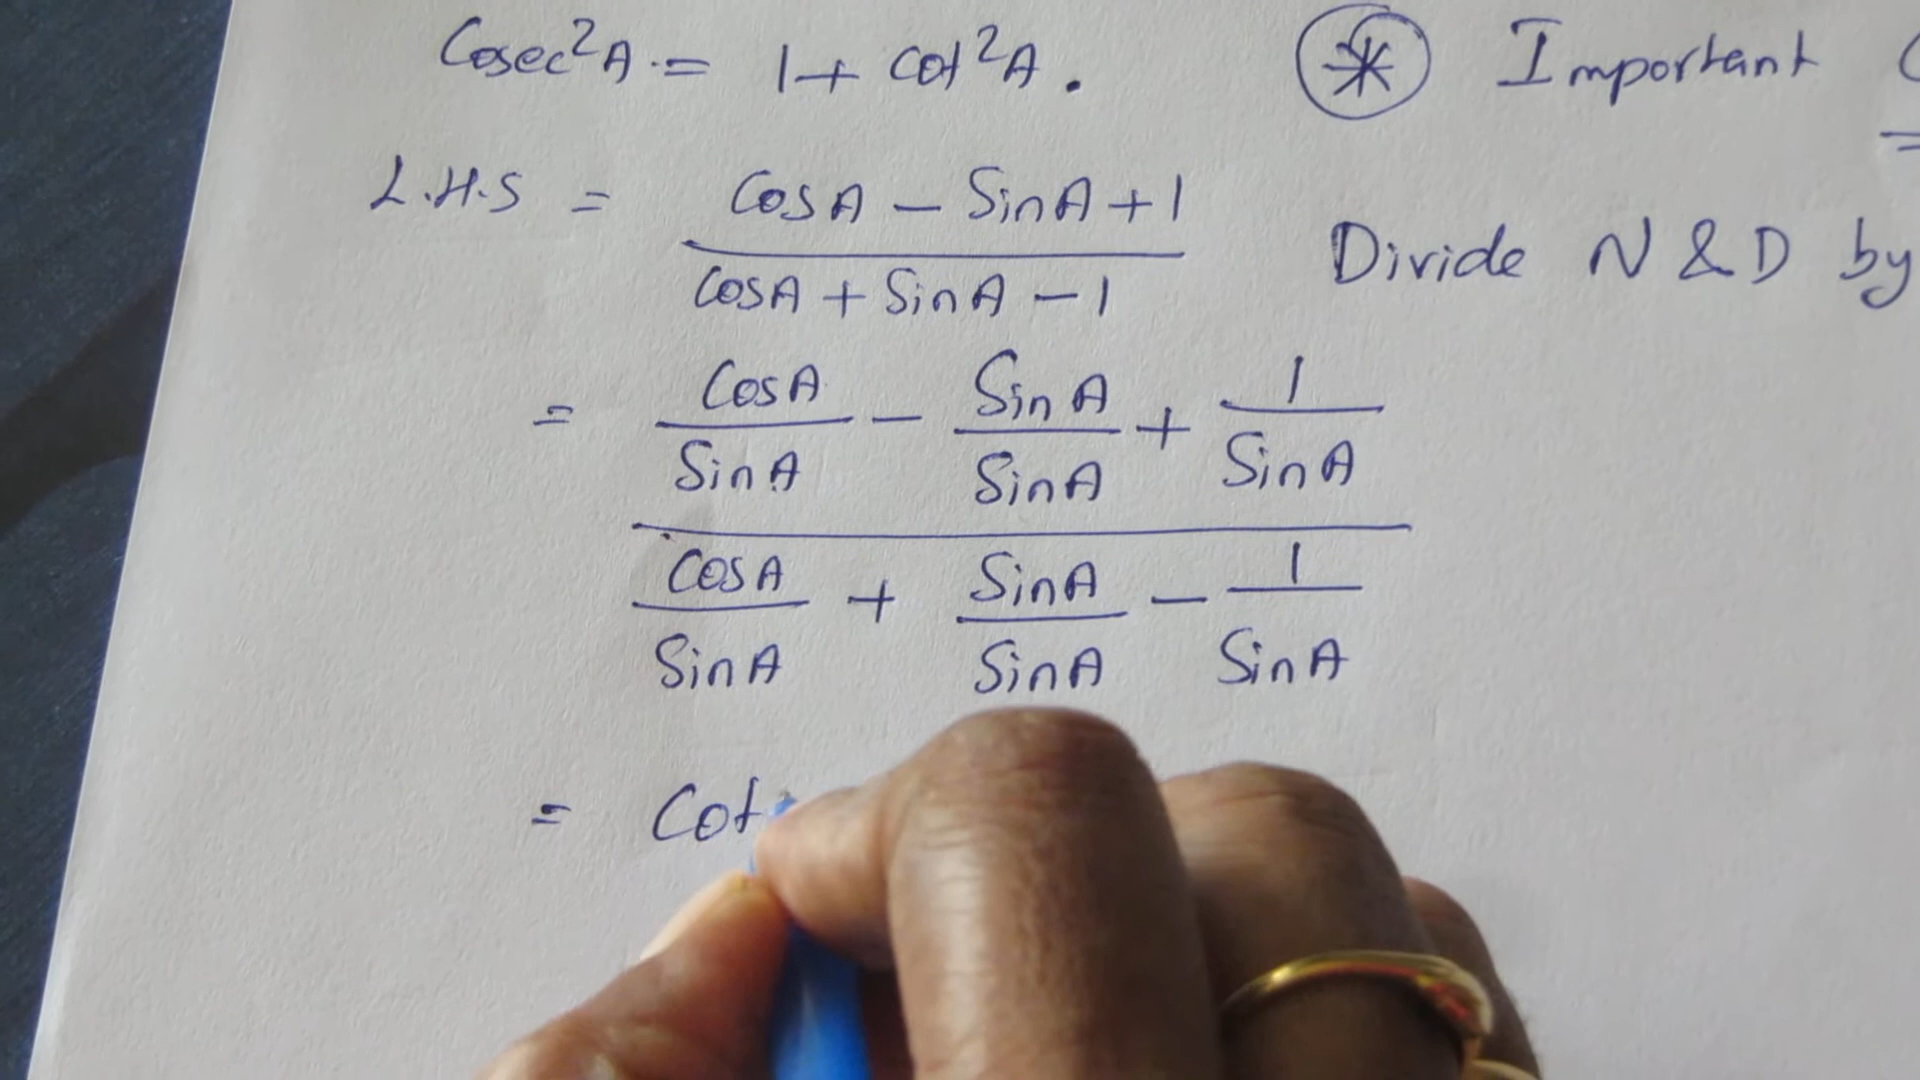 Cosec²A = 1 + cot²A.
* Important
L.H.S = (CosA − SinA + 1) / (CosA + SinA − 1)
Divide N & D by
= (CosA/SinA − SinA/SinA + 1/SinA) / (CosA/SinA + SinA/SinA − 1/SinA)
= Cot